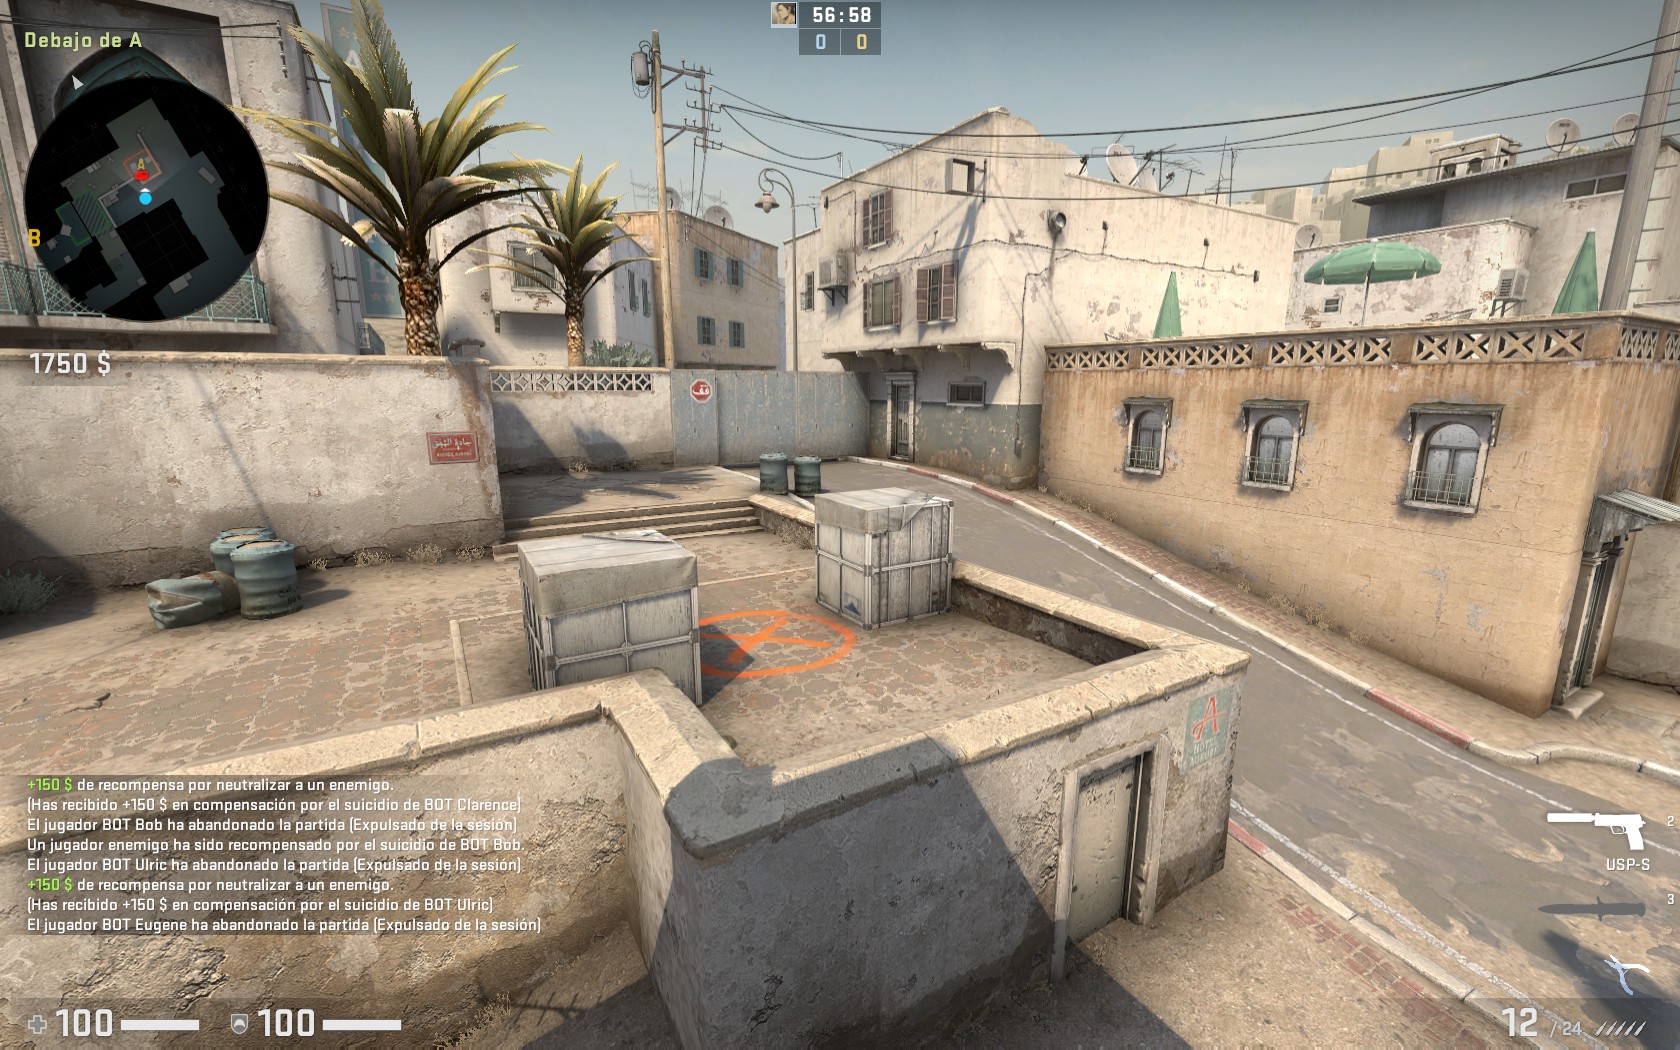 56:58
0 0
Debajo de A
A
B
1750 $
قف
A
+150 $ de recompensa por neutralizar a un enemigo.
(Has recibido +150 $ en compensación por el suicidio de BOT Clarence)
El jugador BOT Bob ha abandonado la partida (Expulsado de la sesión)
Un jugador enemigo ha sido recompensado por el suicidio de BOT Bob.
El jugador BOT Ulric ha abandonado la partida (Expulsado de la sesión)
+150 $ de recompensa por neutralizar a un enemigo.
(Has recibido +150 $ en compensación por el suicidio de BOT Ulric)
El jugador BOT Eugene ha abandonado la partida (Expulsado de la sesión)
2
USP-S
3
100 100
12 / 24